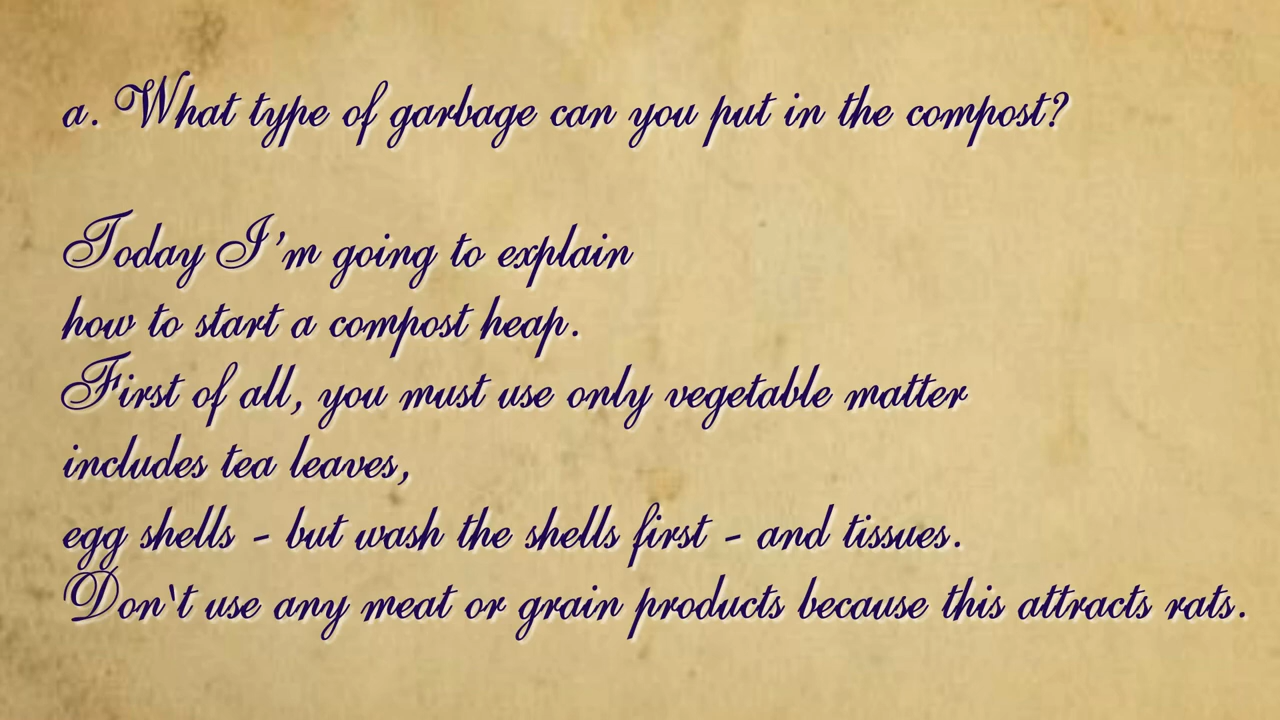 a. What type of garbage can you put in the compost?
Today I'm going to explain
how to start a compost heap.
First of all, you must use only vegetable matter
includes tea leaves,
egg shells - but wash the shells first - and tissues.
Don't use any meat or grain products because this attracts rats.